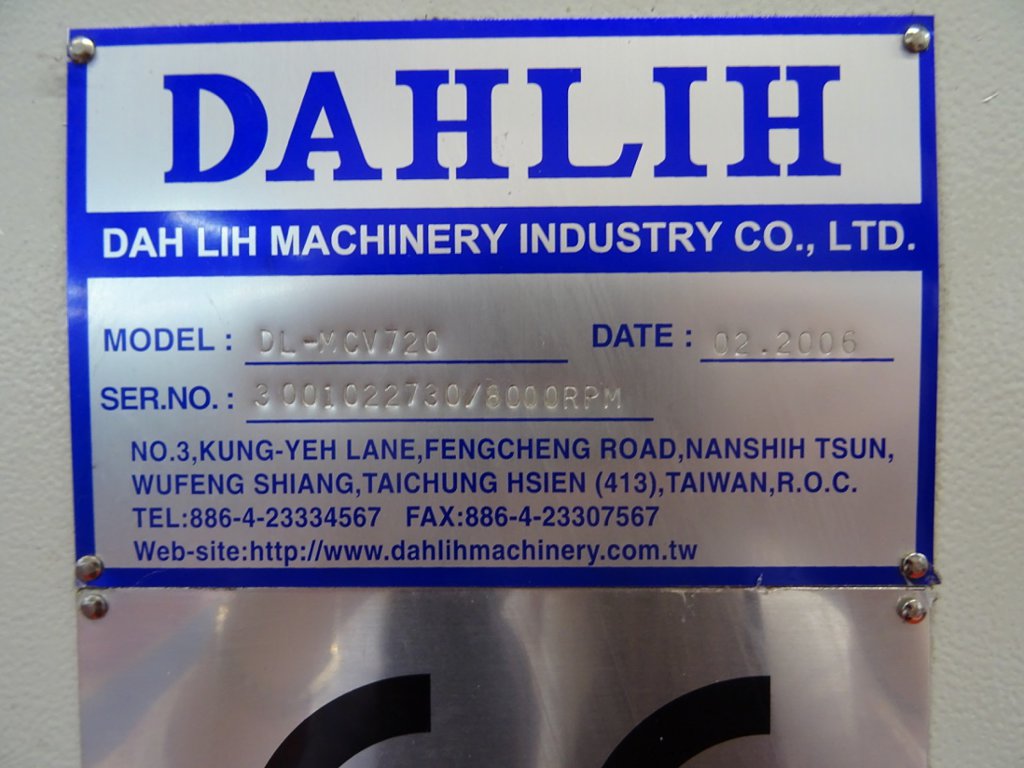 DAHLIH
DAH LIH MACHINERY INDUSTRY CO., LTD.
MODEL : DL-MCV720 DATE : 02.2006
SER.NO. : 3001022730/8000RPM
NO.3,KUNG-YEH LANE,FENGCHENG ROAD,NANSHIH TSUN,
WUFENG SHIANG,TAICHUNG HSIEN (413),TAIWAN,R.O.C.
TEL:886-4-23334567 FAX:886-4-23307567
Web-site:http://www.dahlihmachinery.com.tw